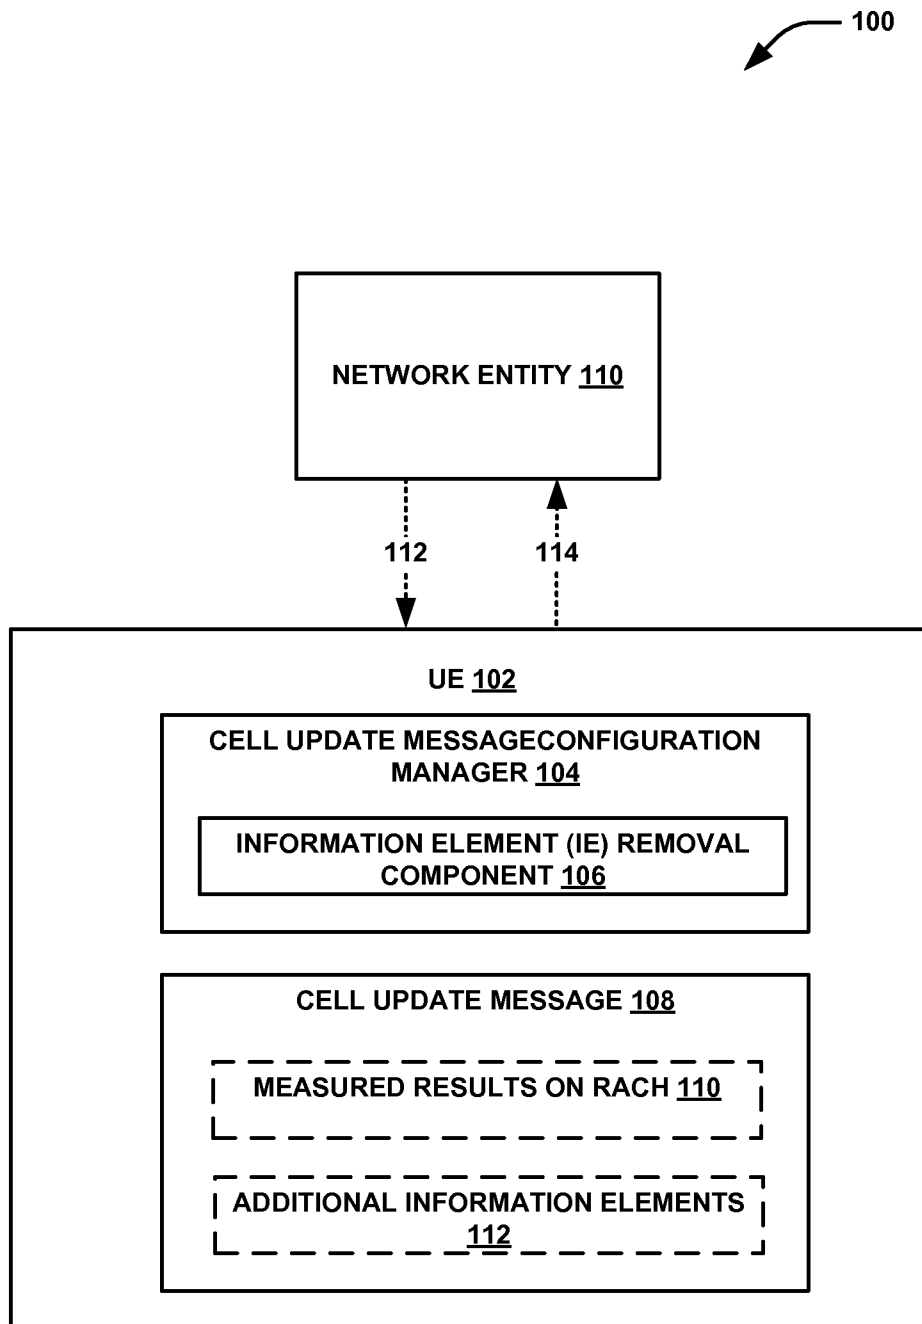 100
NETWORK ENTITY 110
112 114
UE 102
CELL UPDATE MESSAGECONFIGURATION
MANAGER 104
INFORMATION ELEMENT (IE) REMOVAL
COMPONENT 106
CELL UPDATE MESSAGE 108
MEASURED RESULTS ON RACH 110
ADDITIONAL INFORMATION ELEMENTS
112